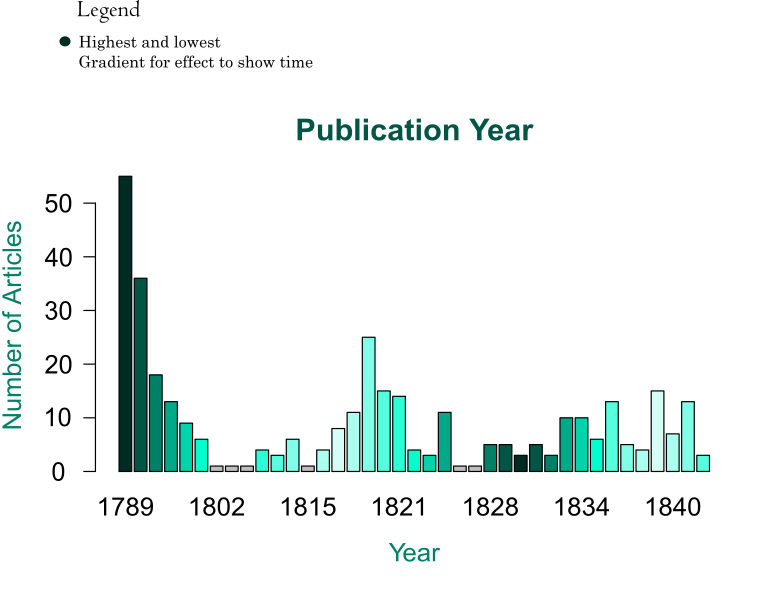 Legend
Highest and lowest
Gradient for effect to show time
Publication Year
Number of Articles
50
40
30
20
10
0
1789 1802 1815 1821 1828 1834 1840
Year